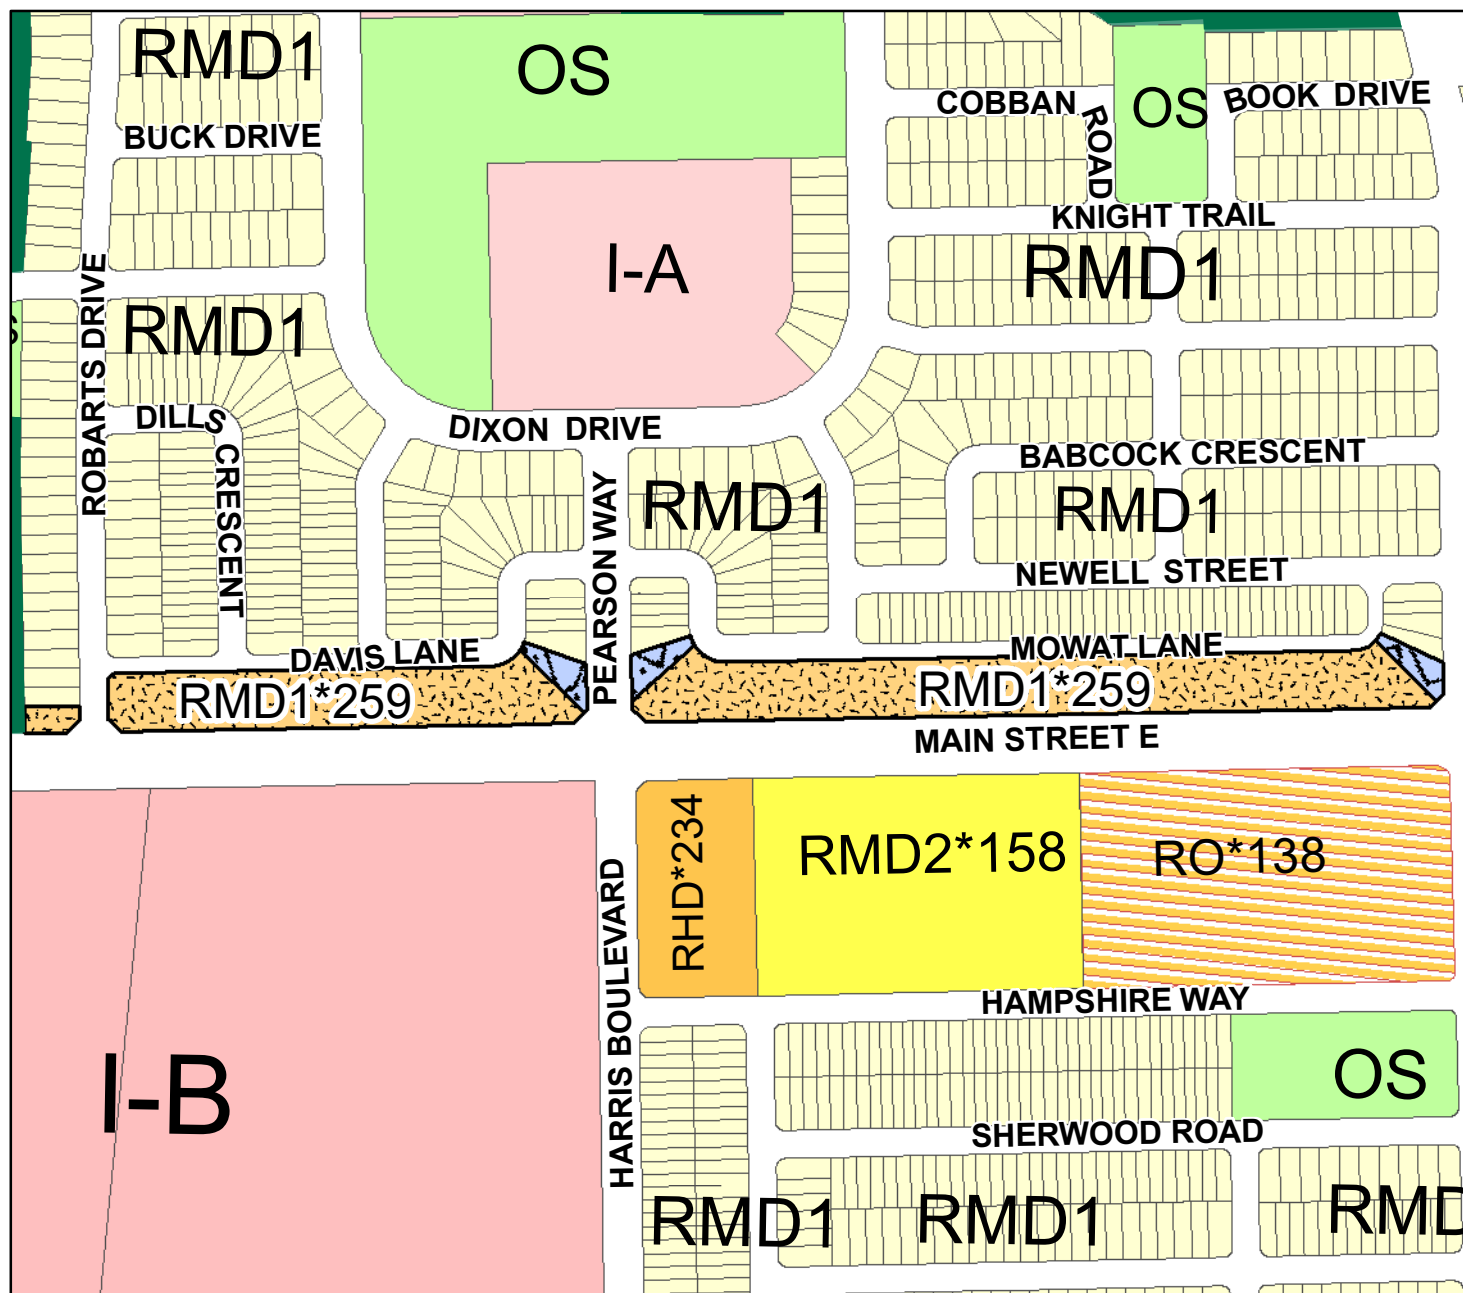 RMD1
OS
COBBAN
ROAD
OS
BOOK DRIVE
BUCK DRIVE
KNIGHT TRAIL
I-A
RMD1
ROBARTS DRIVE
RMD1
S
DILLS
CRESCENT
DIXON DRIVE
BABCOCK CRESCENT
PEARSON WAY
RMD1
RMD1
NEWELL STREET
DAVIS LANE
MOWAT LANE
RMD1*259
RMD1*259
MAIN STREET E
RHD*234
RMD2*158
RO*138
HARRIS BOULEVARD
HAMPSHIRE WAY
I-B
OS
SHERWOOD ROAD
RMD1
RMD1
RMD